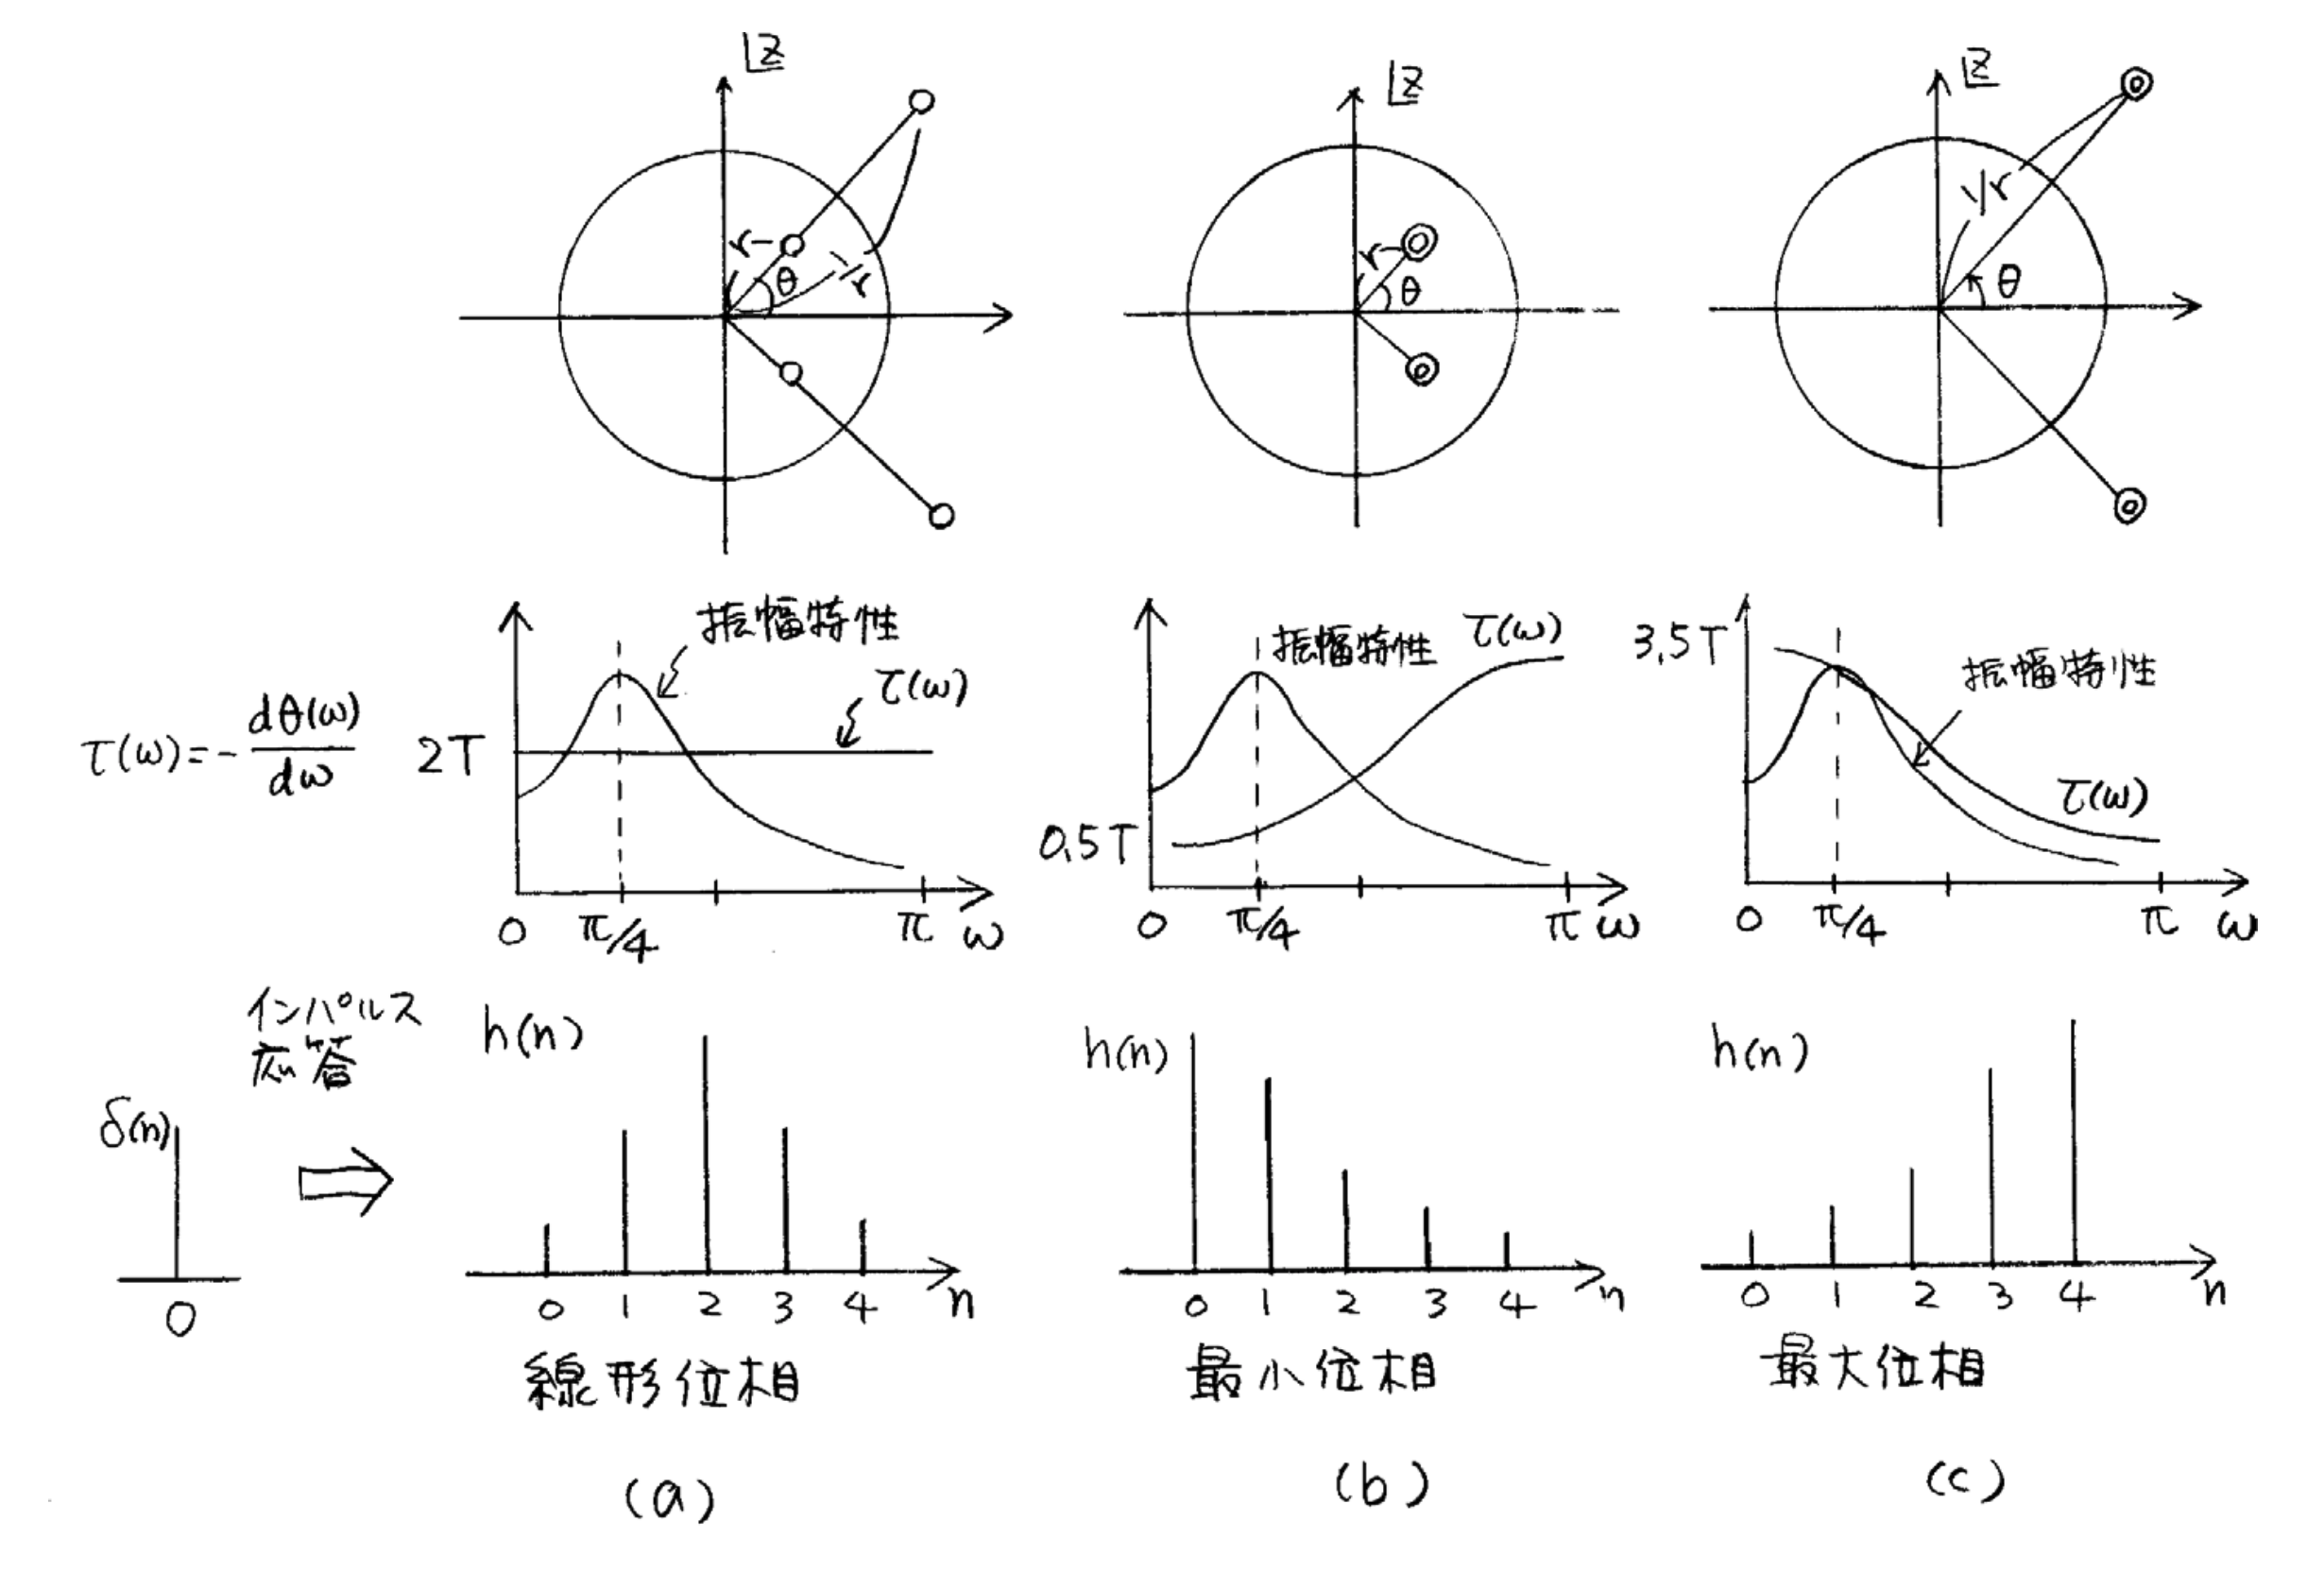 Z
r
θ
1/r
Z
r
θ
Z
1/r
θ
τ(ω)=-dθ(ω)/dω
振幅特性
τ(ω)
2T
0 π/4 π ω
振幅特性
τ(ω)
0.5T
0 π/4 π ω
3.5T
振幅特性
τ(ω)
0 π/4 π ω
インパルス
応答
δ(n)
0
h(n)
0 1 2 3 4 n
線形位相
(a)
h(n)
0 1 2 3 4 n
最小位相
(b)
h(n)
0 1 2 3 4 n
最大位相
(c)